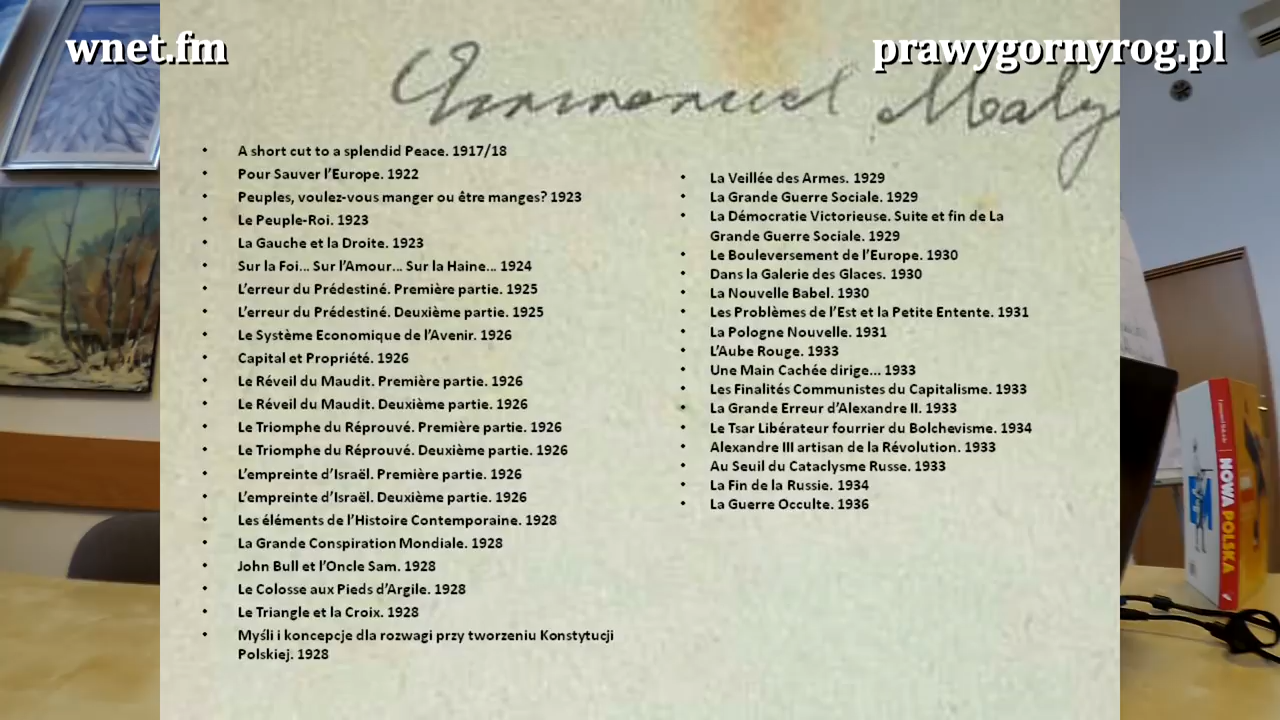 wnet.fm
prawygornyrog.pl
Emmanuel Maly
• A short cut to a splendid Peace. 1917/18
• Pour Sauver l’Europe. 1922
• Peuples, voulez-vous manger ou être manges? 1923
• Le Peuple-Roi. 1923
• La Gauche et la Droite. 1923
• Sur la Foi... Sur l’Amour... Sur la Haine... 1924
• L’erreur du Prédestiné. Première partie. 1925
• L’erreur du Prédestiné. Deuxième partie. 1925
• Le Système Economique de l’Avenir. 1926
• Capital et Propriété. 1926
• Le Réveil du Maudit. Première partie. 1926
• Le Réveil du Maudit. Deuxième partie. 1926
• Le Triomphe du Réprouvé. Première partie. 1926
• Le Triomphe du Réprouvé. Deuxième partie. 1926
• L’empreinte d’Israël. Première partie. 1926
• L’empreinte d’Israël. Deuxième partie. 1926
• Les éléments de l’Histoire Contemporaine. 1928
• La Grande Conspiration Mondiale. 1928
• John Bull et l’Oncle Sam. 1928
• Le Colosse aux Pieds d’Argile. 1928
• Le Triangle et la Croix. 1928
• Myśli i koncepcje dla rozwagi przy tworzeniu Konstytucji
Polskiej. 1928
• La Veillée des Armes. 1929
• La Grande Guerre Sociale. 1929
• La Démocratie Victorieuse. Suite et fin de La
Grande Guerre Sociale. 1929
• Le Bouleversement de l’Europe. 1930
• Dans la Galerie des Glaces. 1930
• La Nouvelle Babel. 1930
• Les Problèmes de l’Est et la Petite Entente. 1931
• La Pologne Nouvelle. 1931
• L’Aube Rouge. 1933
• Une Main Cachée dirige... 1933
• Les Finalités Communistes du Capitalisme. 1933
• La Grande Erreur d’Alexandre II. 1933
• Le Tsar Libérateur fourrier du Bolchevisme. 1934
• Alexandre III artisan de la Révolution. 1933
• Au Seuil du Cataclysme Russe. 1933
• La Fin de la Russie. 1934
• La Guerre Occulte. 1936
NOWA POLSKA